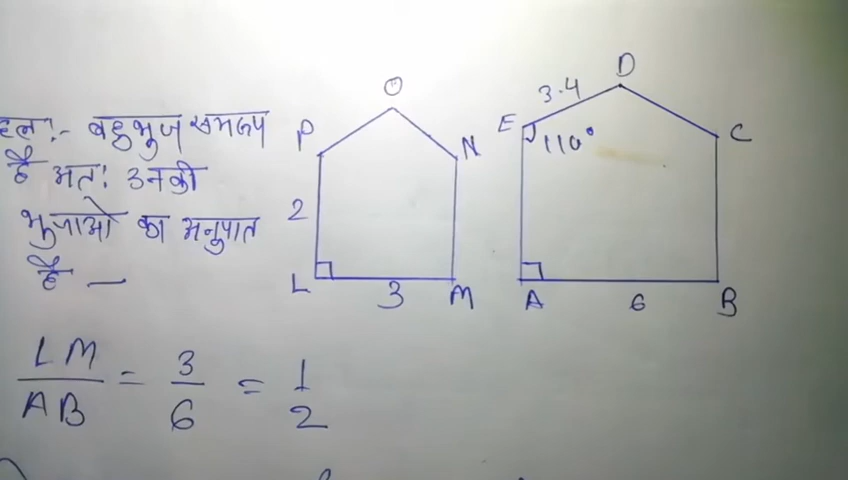 हल:- बहुभुज समरूप
है अत: उनकी
भुजाओ का अनुपात
है —
O
P
N
2
L
3
M
D
3.4
E
110°
C
A
6
B
LM/AB = 3/6 = 1/2